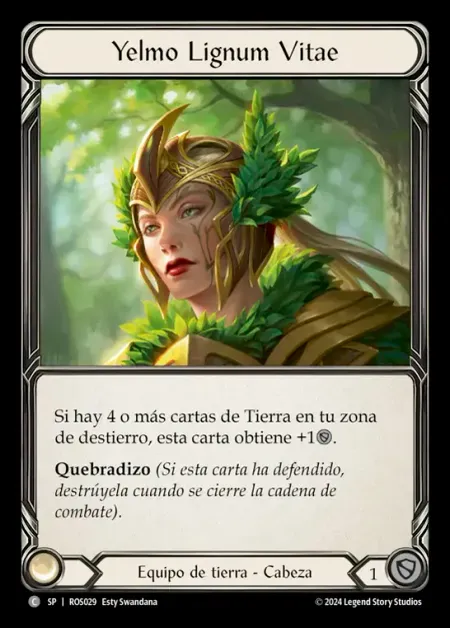 Yelmo Lignum Vitae
Si hay 4 o más cartas de Tierra en tu zona
de destierro, esta carta obtiene +1.
Quebradizo (Si esta carta ha defendido,
destrúyela cuando se cierre la cadena de
combate).
Equipo de tierra - Cabeza
1
C SP | ROS029 Esty Swandana
© 2024 Legend Story Studios